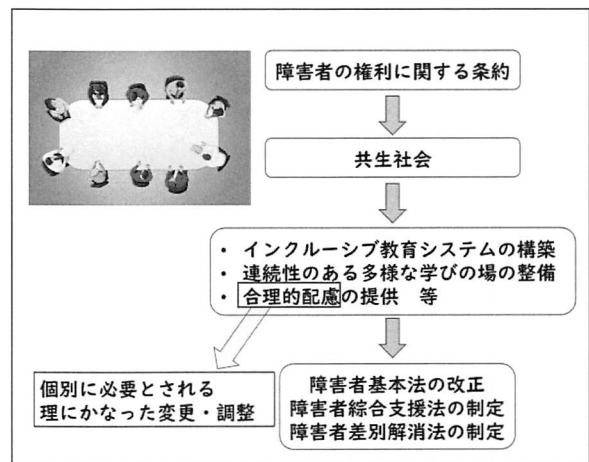 障害者の権利に関する条約
共生社会
・ インクルーシブ教育システムの構築
・ 連続性のある多様な学びの場の整備
・ 合理的配慮の提供　等
個別に必要とされる
理にかなった変更・調整
障害者基本法の改正
障害者綜合支援法の制定
障害者差別解消法の制定